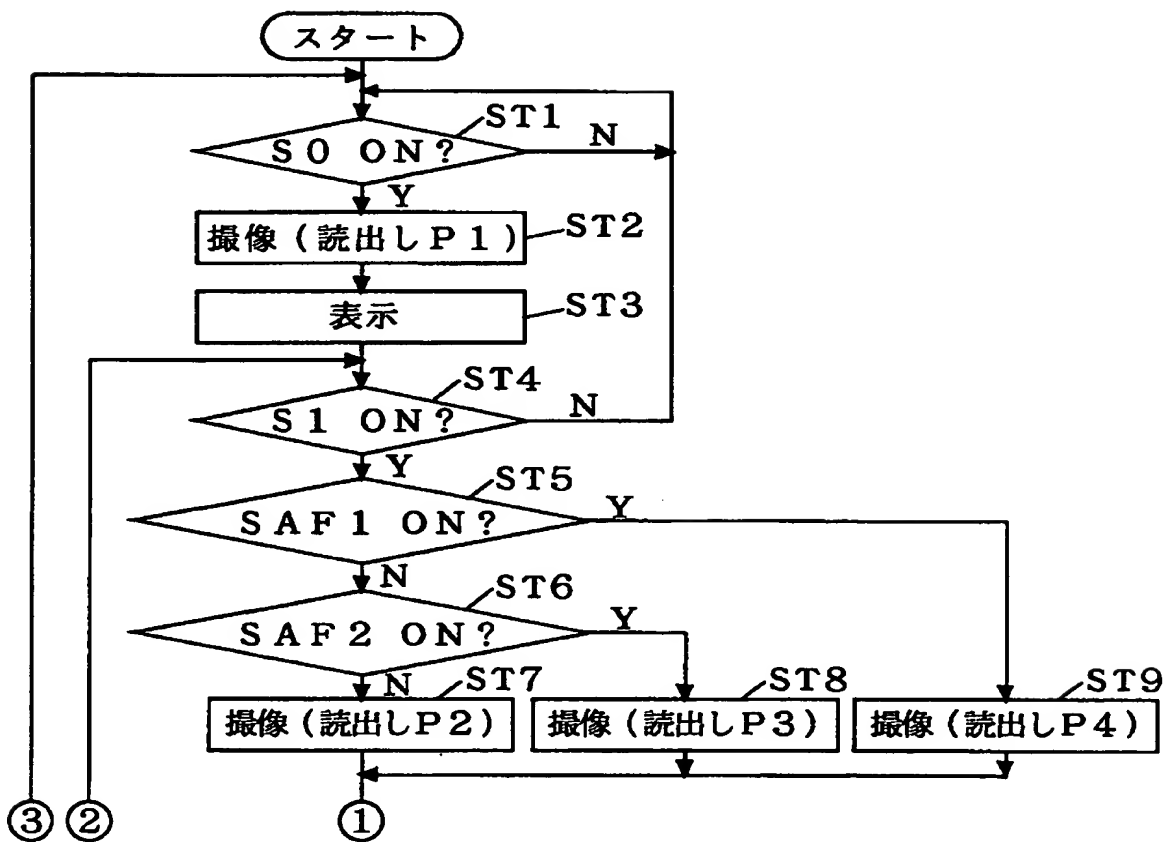 スタート
ST1
S0 ON?
N
Y
撮像(読出しP1)
ST2
表示
ST3
ST4
S1 ON?
N
Y
ST5
SAF1 ON?
Y
N
ST6
SAF2 ON?
Y
N
ST7
ST8
ST9
撮像(読出しP2)
撮像(読出しP3)
撮像(読出しP4)
③
②
①